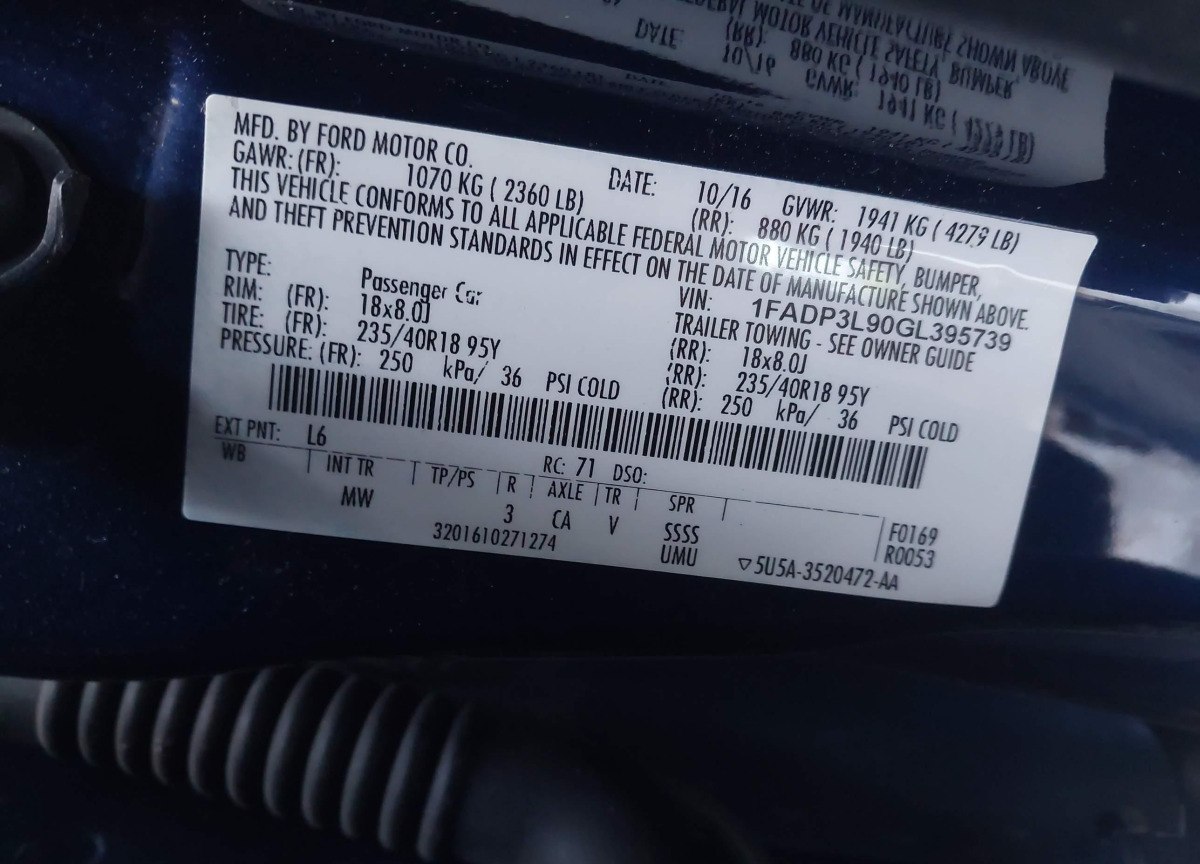 MFD. BY FORD MOTOR CO.
DATE: 10/16 GVWR: 1941 KG ( 4279 LB)
GAWR: (FR): 1070 KG ( 2360 LB) (RR): 880 KG ( 1940 LB)
THIS VEHICLE CONFORMS TO ALL APPLICABLE FEDERAL MOTOR VEHICLE SAFETY, BUMPER,
AND THEFT PREVENTION STANDARDS IN EFFECT ON THE DATE OF MANUFACTURE SHOWN ABOVE.
VIN: 1FADP3L90GL395739
TYPE: Passenger Car TRAILER TOWING - SEE OWNER GUIDE
RIM: (FR): 18x8.0J (RR): 18x8.0J
TIRE: (FR): 235/40R18 95Y (RR): 235/40R18 95Y
PRESSURE: (FR): 250 kPa/ 36 PSI COLD (RR): 250 kPa/ 36 PSI COLD
EXT PNT: L6 RC: 71 DSO:
WB INT TR TP/PS R AXLE TR SPR
MW 3 CA V SSSS F0169
3201610271274 UMU R0053
▽5U5A-3520472-AA